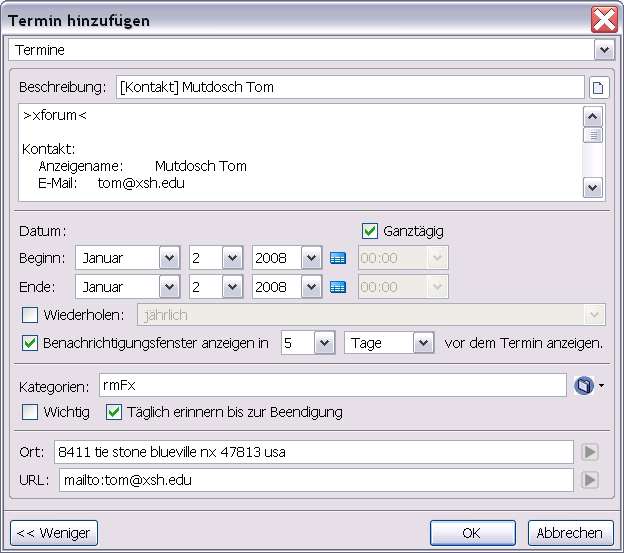 Termin hinzufügen
Termine
Beschreibung: [Kontakt] Mutdosch Tom
>xforum<
Kontakt:
Anzeigename: Mutdosch Tom
E-Mail: tom@xsh.edu
Datum: Ganztägig
Beginn: Januar 2 2008 00:00
Ende: Januar 2 2008 00:00
Wiederholen: jährlich
Benachrichtigungsfenster anzeigen in 5 Tage vor dem Termin anzeigen.
Kategorien: rmFx
Wichtig Täglich erinnern bis zur Beendigung
Ort: 8411 tie stone blueville nx 47813 usa
URL: mailto:tom@xsh.edu
<< Weniger OK Abbrechen